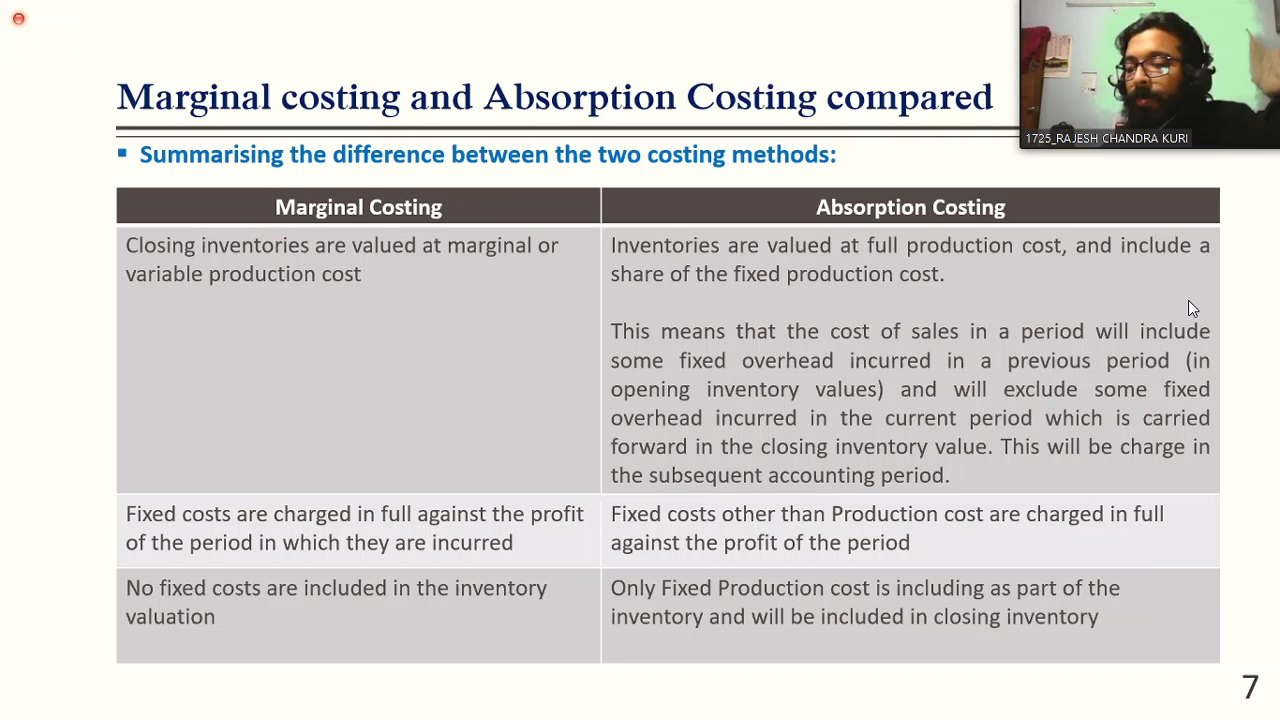 Marginal costing and Absorption Costing compared
1725_RAJESH CHANDRA KURI
▪ Summarising the difference between the two costing methods:
Marginal Costing
Absorption Costing
Closing inventories are valued at marginal or
variable production cost
Inventories are valued at full production cost, and include a
share of the fixed production cost.
This means that the cost of sales in a period will include
some fixed overhead incurred in a previous period (in
opening inventory values) and will exclude some fixed
overhead incurred in the current period which is carried
forward in the closing inventory value. This will be charge in
the subsequent accounting period.
Fixed costs are charged in full against the profit
of the period in which they are incurred
Fixed costs other than Production cost are charged in full
against the profit of the period
No fixed costs are included in the inventory
valuation
Only Fixed Production cost is including as part of the
inventory and will be included in closing inventory
7